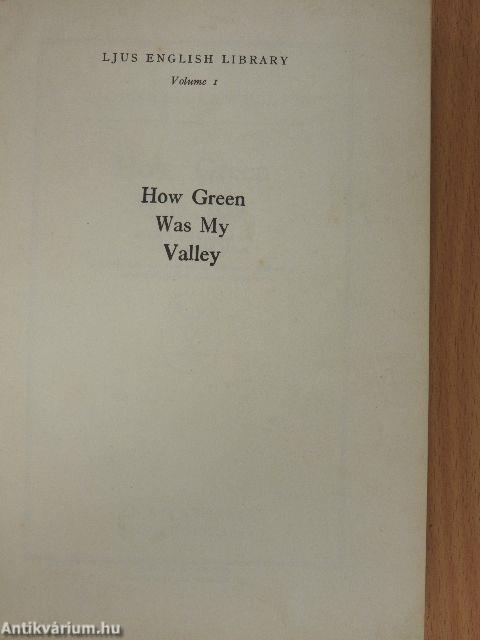 LJUS ENGLISH LIBRARY
Volume 1
How Green
Was My
Valley
Antikvárium.hu